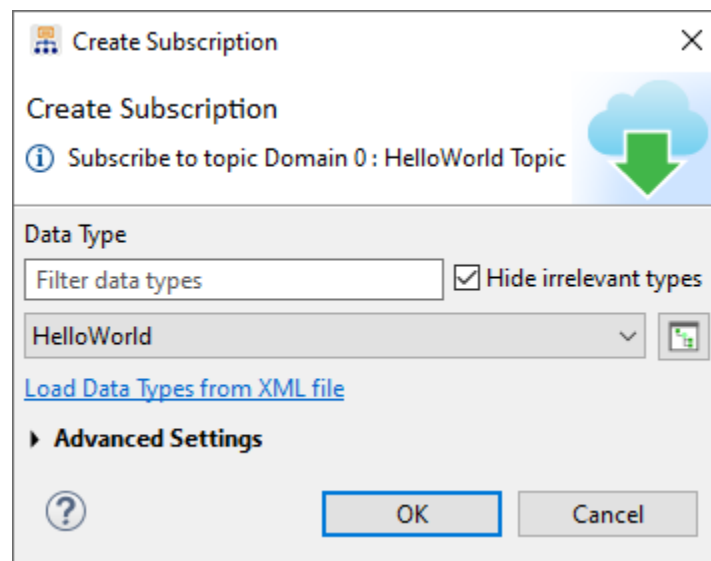 Create Subscription
Create Subscription
Subscribe to topic Domain 0 : HelloWorld Topic
Data Type
Filter data types
Hide irrelevant types
HelloWorld
Load Data Types from XML file
Advanced Settings
OK
Cancel